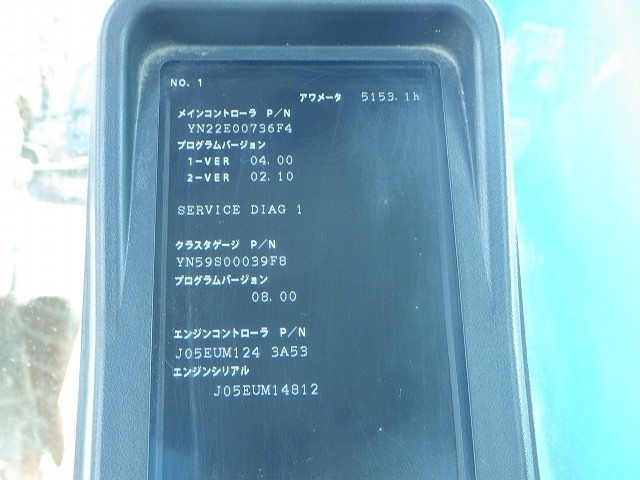 NO. 1
アワメータ 5153.1h
メインコントローラ P/N
YN22E00736F4
プログラムバージョン
1-VER 04.00
2-VER 02.10
SERVICE DIAG 1
クラスタゲージ P/N
YN59S00039F8
プログラムバージョン
08.00
エンジンコントローラ P/N
J05EUM124 3A53
エンジンシリアル
J05EUM14812